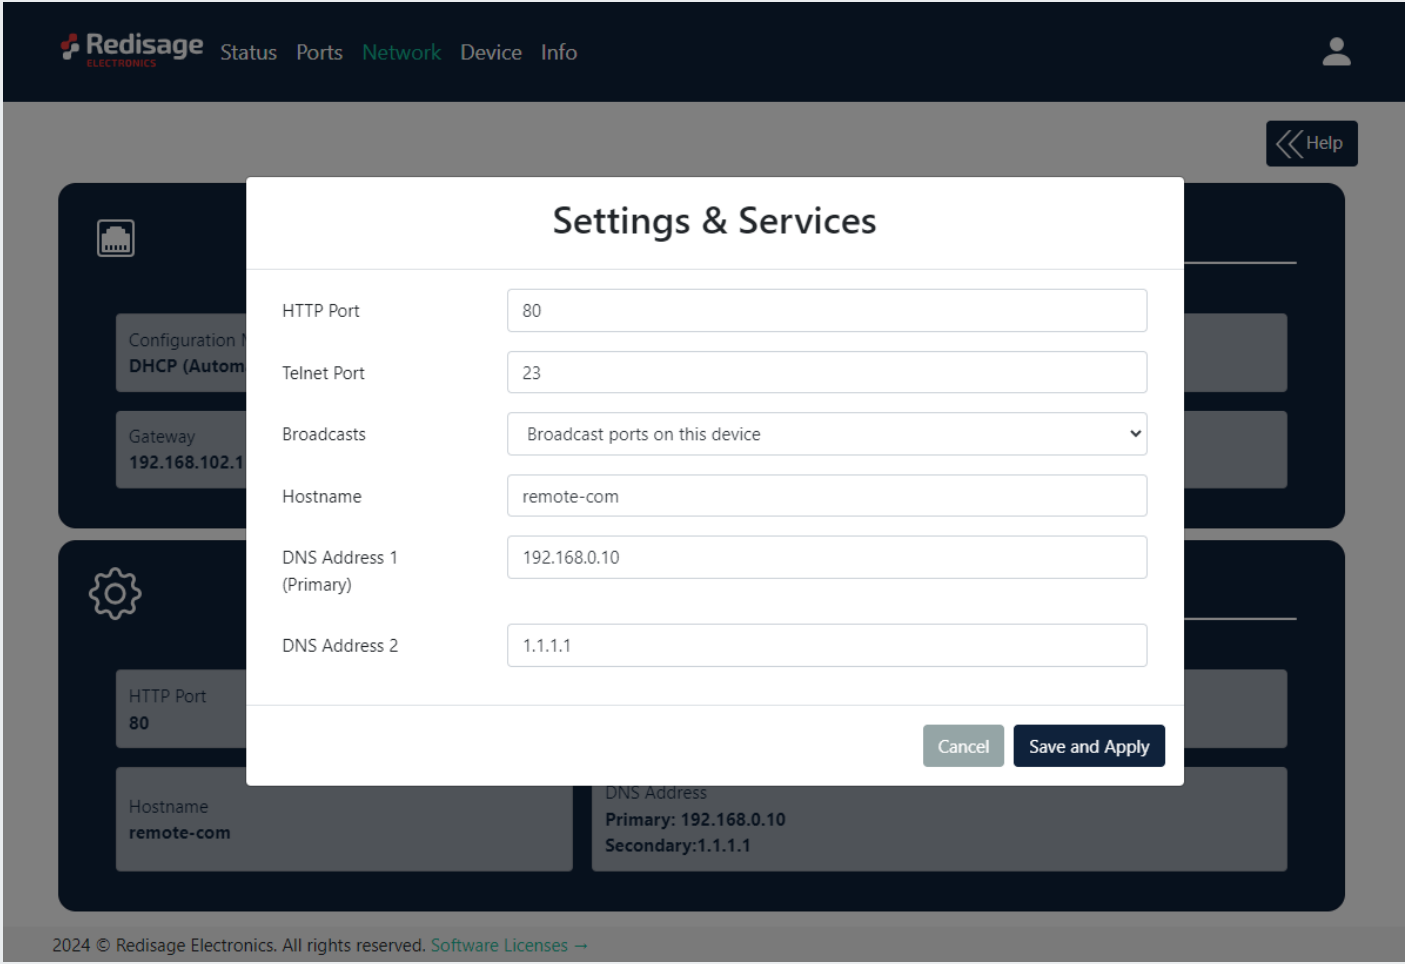 Redisage
ELECTRONICS
Status Ports Network Device Info
Help
Settings & Services
HTTP Port
80
Telnet Port
23
Broadcasts
Broadcast ports on this device
Hostname
remote-com
DNS Address 1
(Primary)
192.168.0.10
DNS Address 2
1.1.1.1
Cancel
Save and Apply
Configuration
DHCP (Autom
Gateway
192.168.102.1
HTTP Port
80
Hostname
remote-com
DNS Address
Primary: 192.168.0.10
Secondary:1.1.1.1
2024 © Redisage Electronics. All rights reserved. Software Licenses →